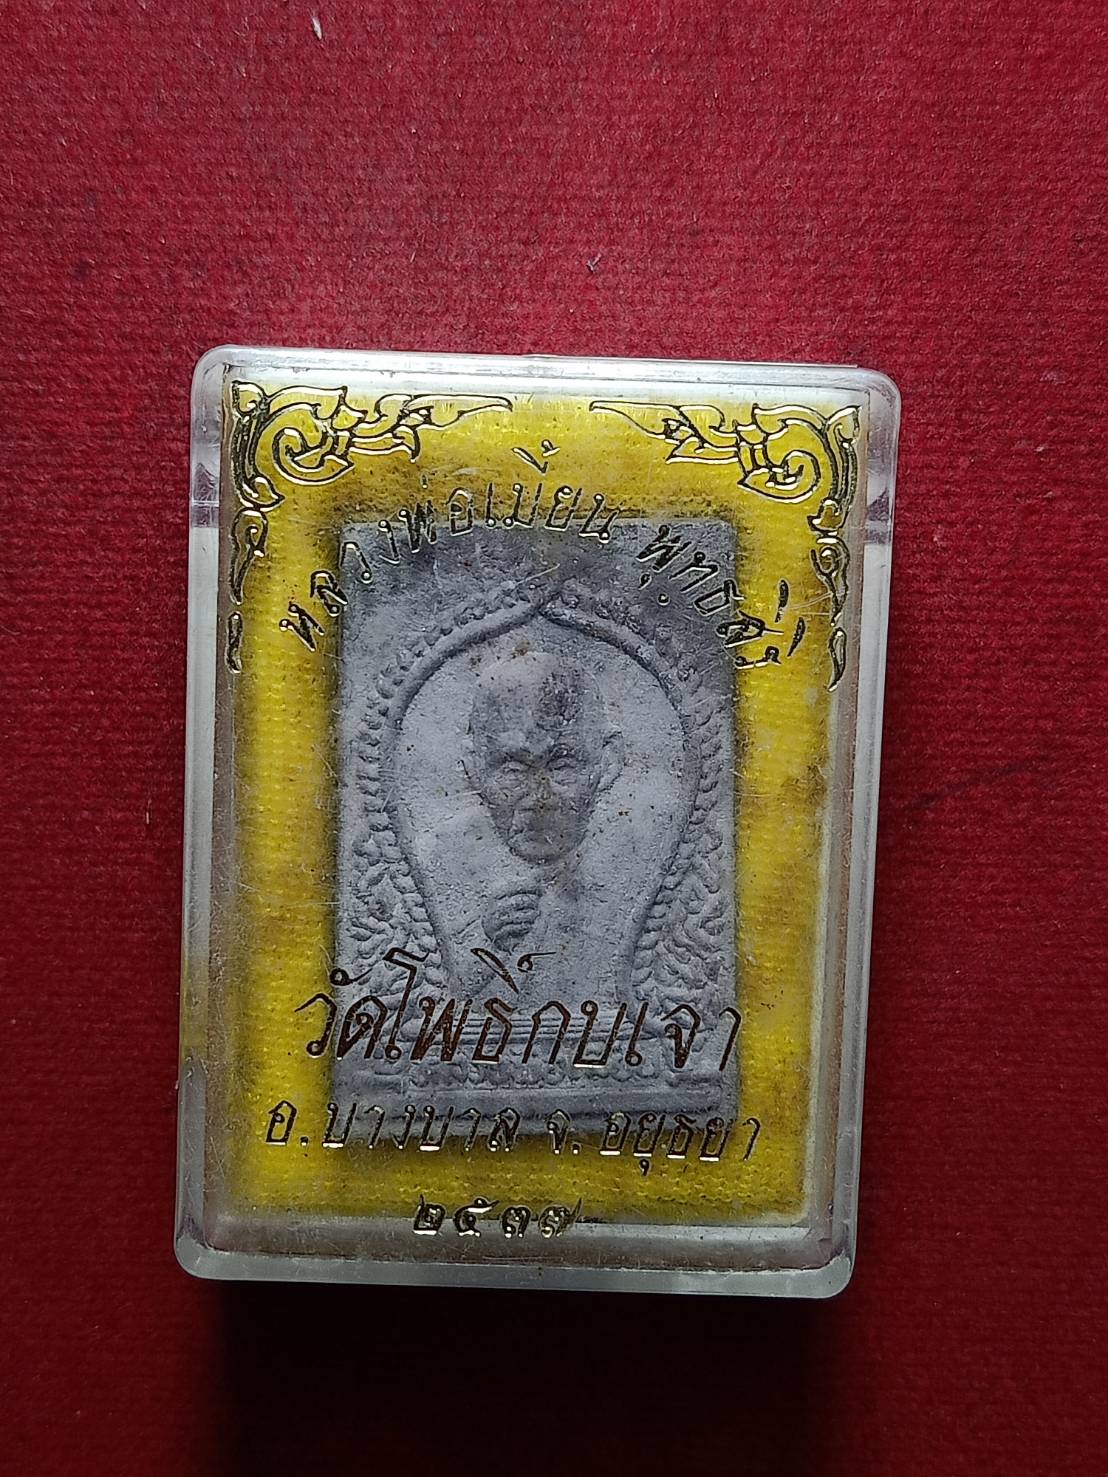 หลวงพ่อเมี้ยน พุทธสิริ
วัดโพธิ์กบเจา
อ.บางบาล จ.อยุธยา
๒๕๓๗